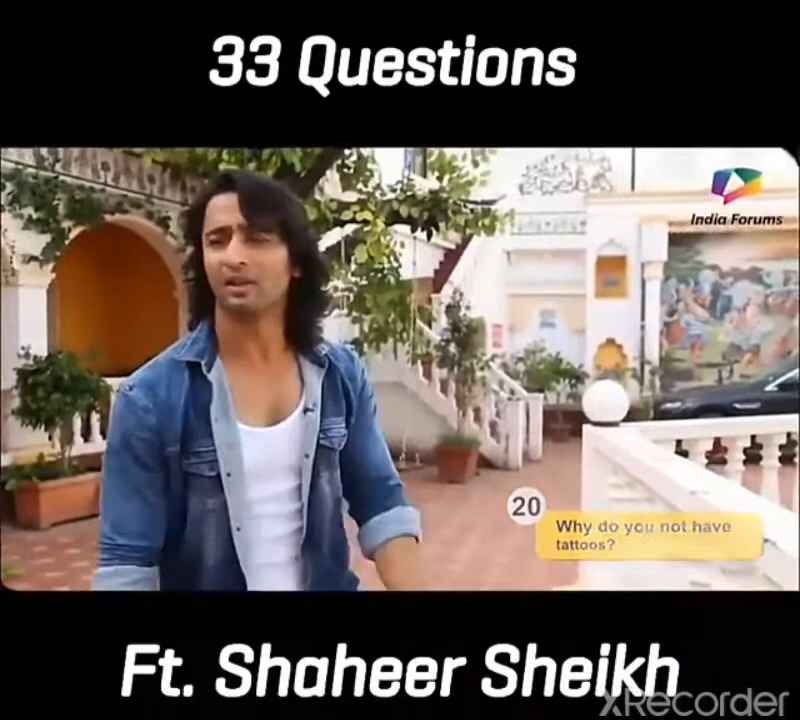 33 Questions
India Forums
20
Why do you not have
tattoos?
Ft. Shaheer Sheikh
XRecorder